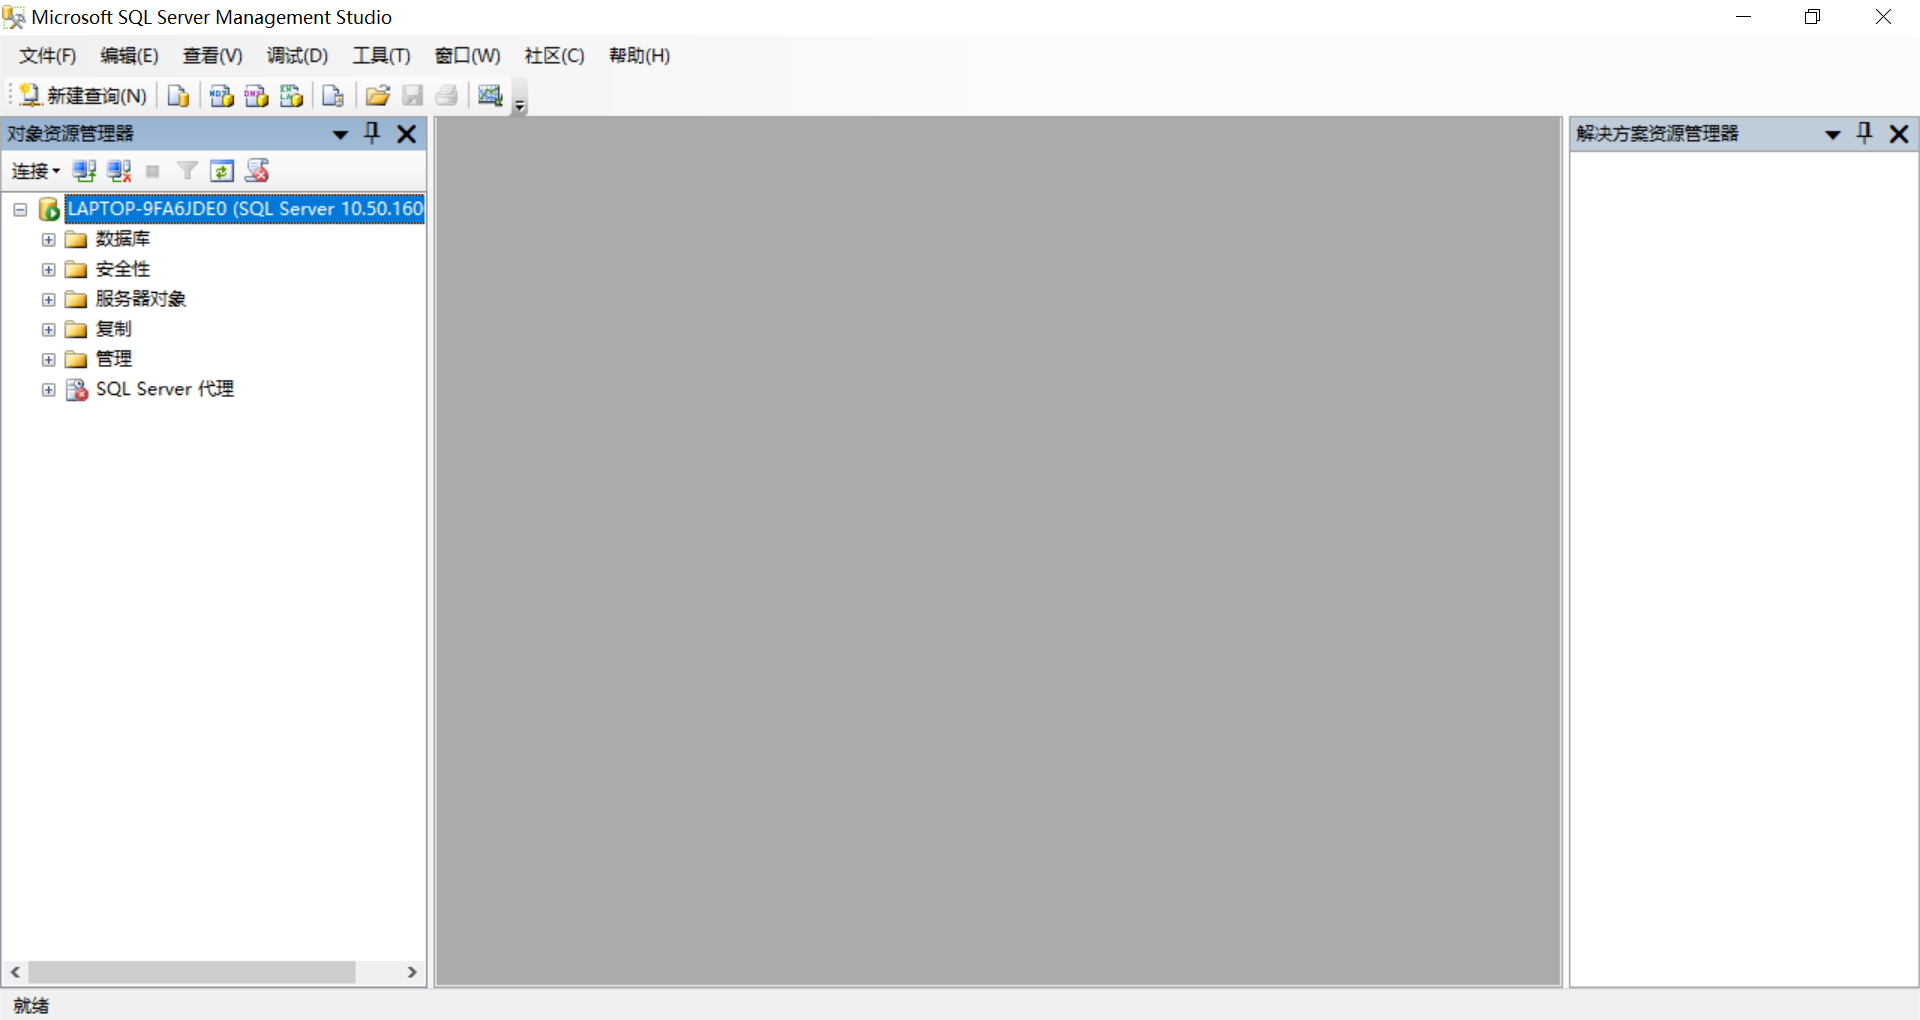 Microsoft SQL Server Management Studio
文件(F) 编辑(E) 查看(V) 调试(D) 工具(T) 窗口(W) 社区(C) 帮助(H)
新建查询(N)
对象资源管理器
解决方案资源管理器
连接
LAPTOP-9FA6JDE0 (SQL Server 10.50.160
数据库
安全性
服务器对象
复制
管理
SQL Server 代理
就绪